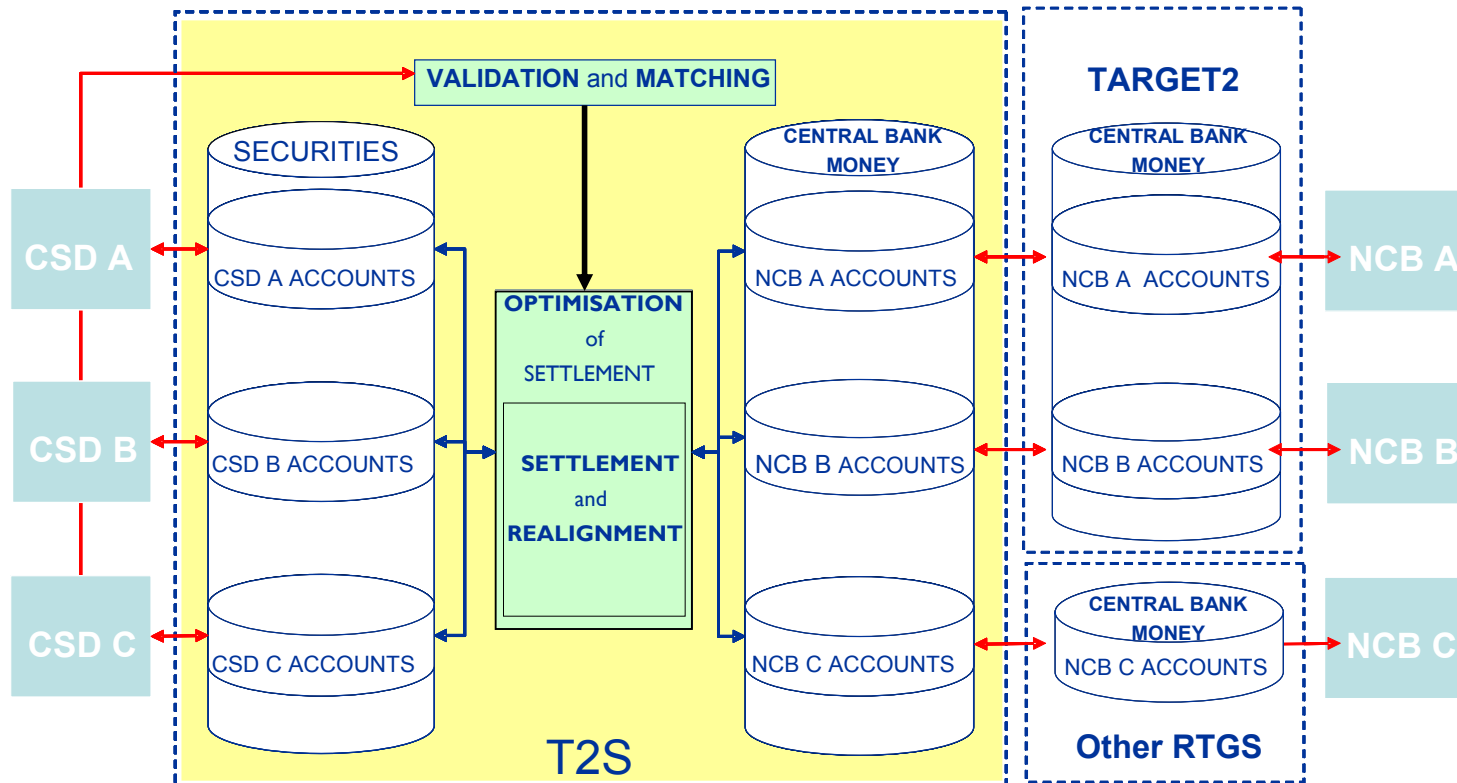 VALIDATION and MATCHING
TARGET2
SECURITIES
CENTRAL BANK
MONEY
CENTRAL BANK
MONEY
CSD A
CSD A ACCOUNTS
NCB A ACCOUNTS
NCB A ACCOUNTS
NCB A
OPTIMISATION
of
SETTLEMENT
CSD B
CSD B ACCOUNTS
SETTLEMENT
and
REALIGNMENT
NCB B ACCOUNTS
NCB B ACCOUNTS
NCB B
CSD C
CSD C ACCOUNTS
NCB C ACCOUNTS
CENTRAL BANK
MONEY
NCB C ACCOUNTS
NCB C
T2S
Other RTGS